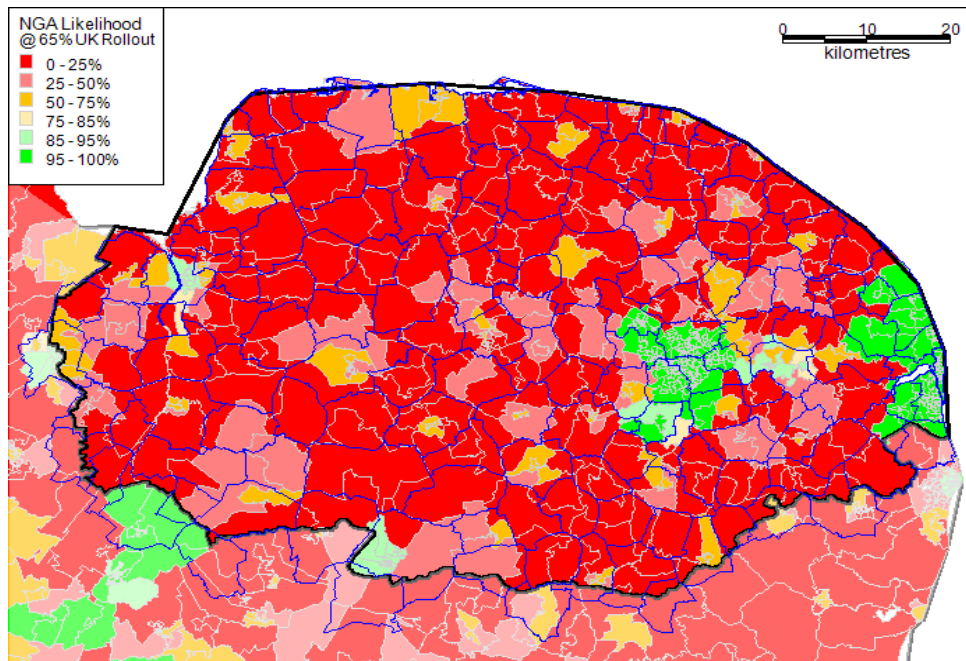 NGA Likelihood
@ 65% UK Rollout
0 - 25%
25 - 50%
50 - 75%
75 - 85%
85 - 95%
95 - 100%
0 10 20
kilometres